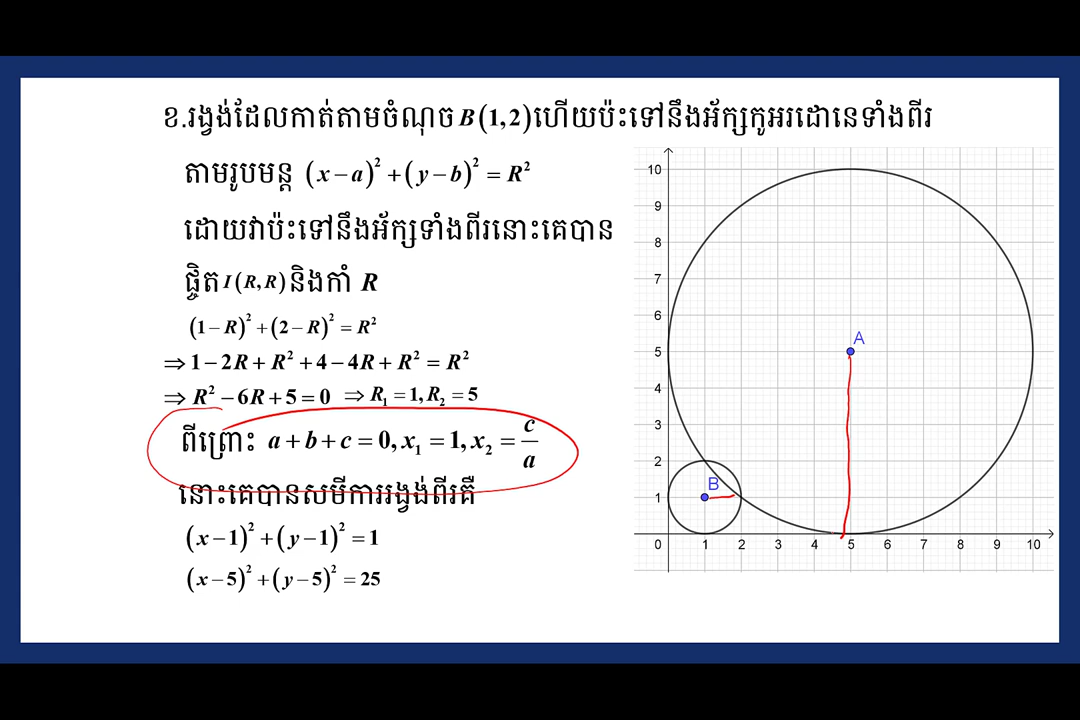 ខ.រង្វង់ដែលកាត់តាមចំណុច B(1,2) ហើយប៉ះទៅនឹងអ័ក្សកូអរដោនេទាំងពីរ
តាមរូបមន្ត (x−a)² + (y−b)² = R²
ដោយវាប៉ះទៅនឹងអ័ក្សទាំងពីរនោះគេបាន
ផ្ចិត I(R,R) និងកាំ R
(1−R)² + (2−R)² = R²
⇒ 1−2R+R²+4−4R+R² = R²
⇒ R²−6R+5=0 ⇒ R₁=1, R₂=5
ពីព្រោះ a+b+c=0, x₁=1, x₂=c/a
នោះគេបានសមីការរង្វង់ពីរគឺ
(x−1)² + (y−1)² = 1
(x−5)² + (y−5)² = 25
10
9
8
7
6
5
4
3
2
1
A
B
0 1 2 3 4 5 6 7 8 9 10